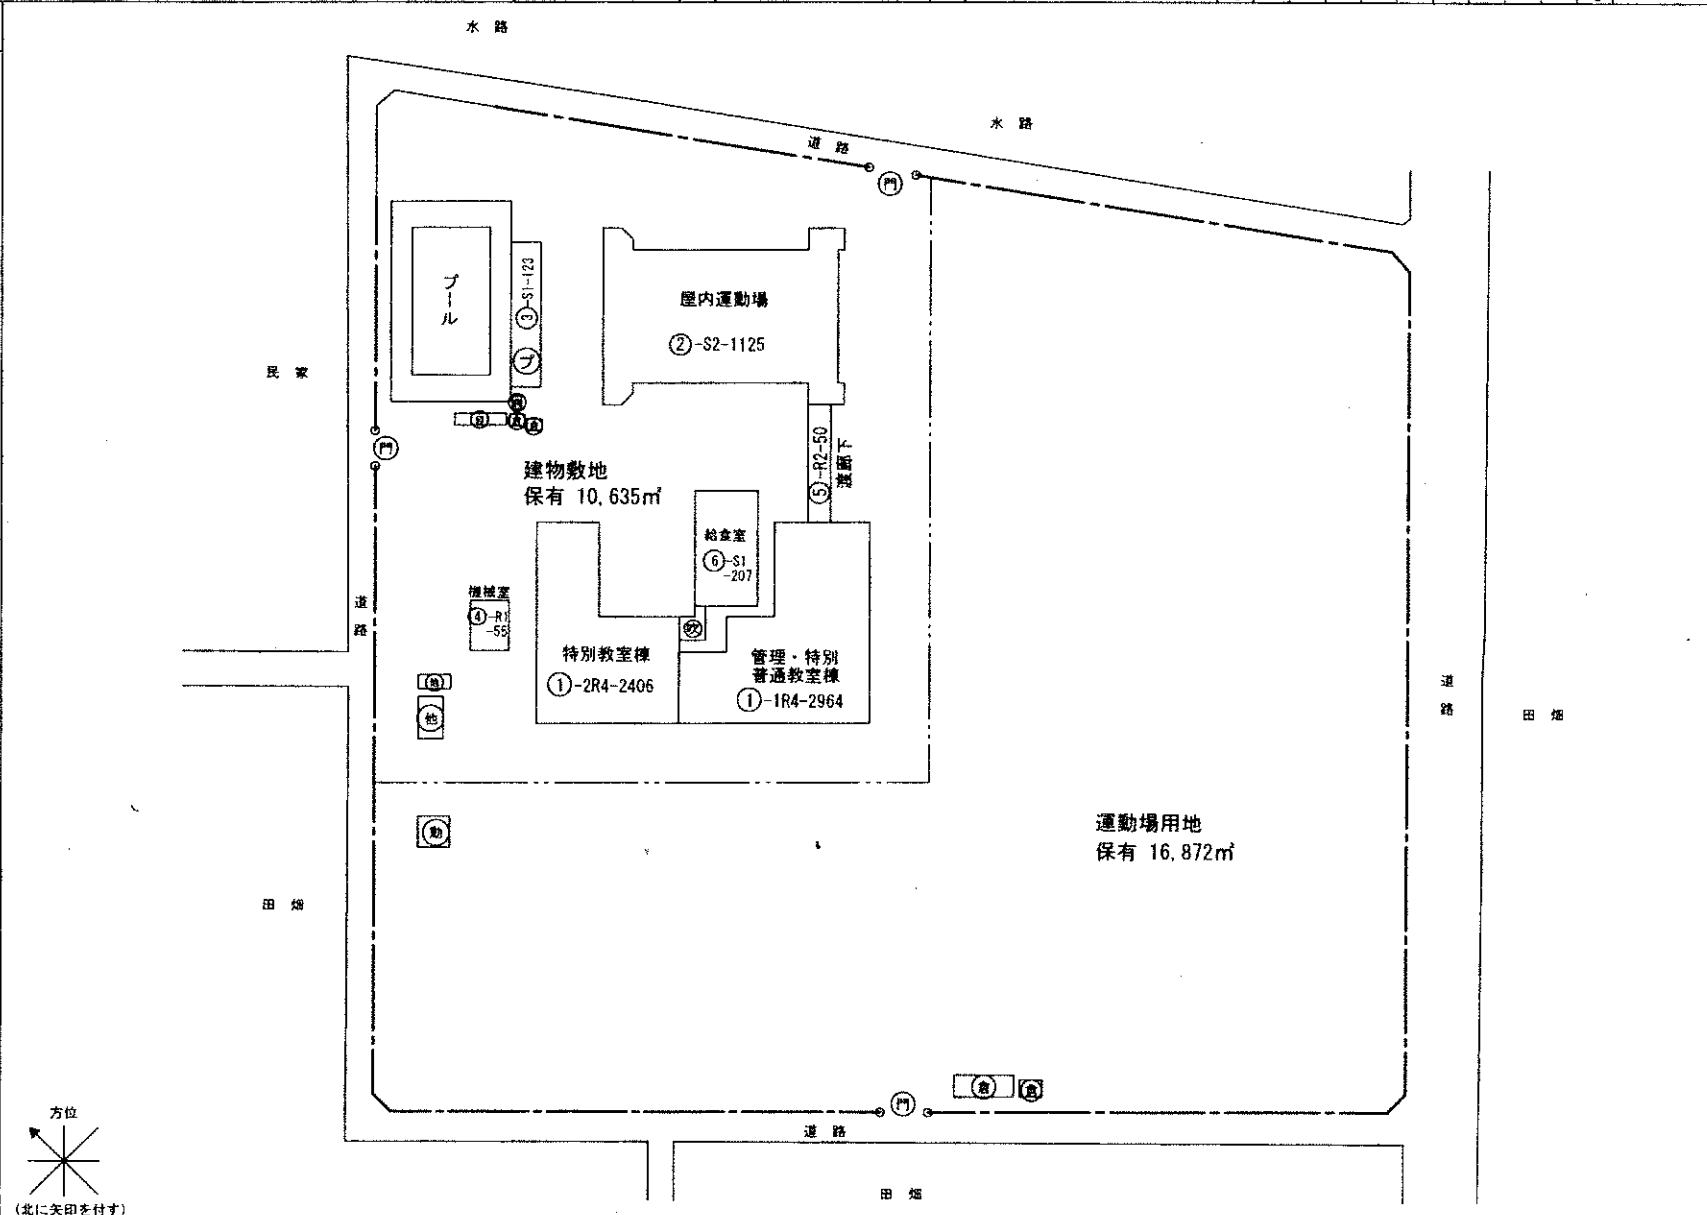 水路
水路
道路
門
プール
③-S1-123
プ
屋内運動場
②-S2-1125
民家
門
倉
倉
建物敷地
保有 10,635㎡
⑤-R2-50
渡廊下
給食室
⑥-S1
-207
機械室
④-R1
-55
道路
特別教室棟
①-2R4-2406
管理・特別
普通教室棟
①-1R4-2964
他
道路
田畑
動
運動場用地
保有 16,872㎡
田畑
倉
倉
門
道路
方位
田畑
(北に矢印を付す)